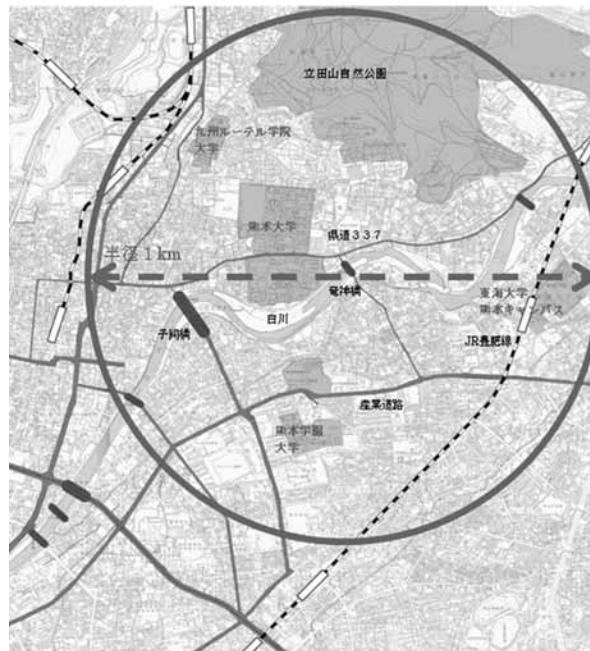 立田山自然公園
九州ルーテル学院
大学
熊本大学
県道337
半径1km
竜神橋
東海大学
熊本キャンパス
子飼橋
白川
JR豊肥線
産業道路
熊本学園
大学